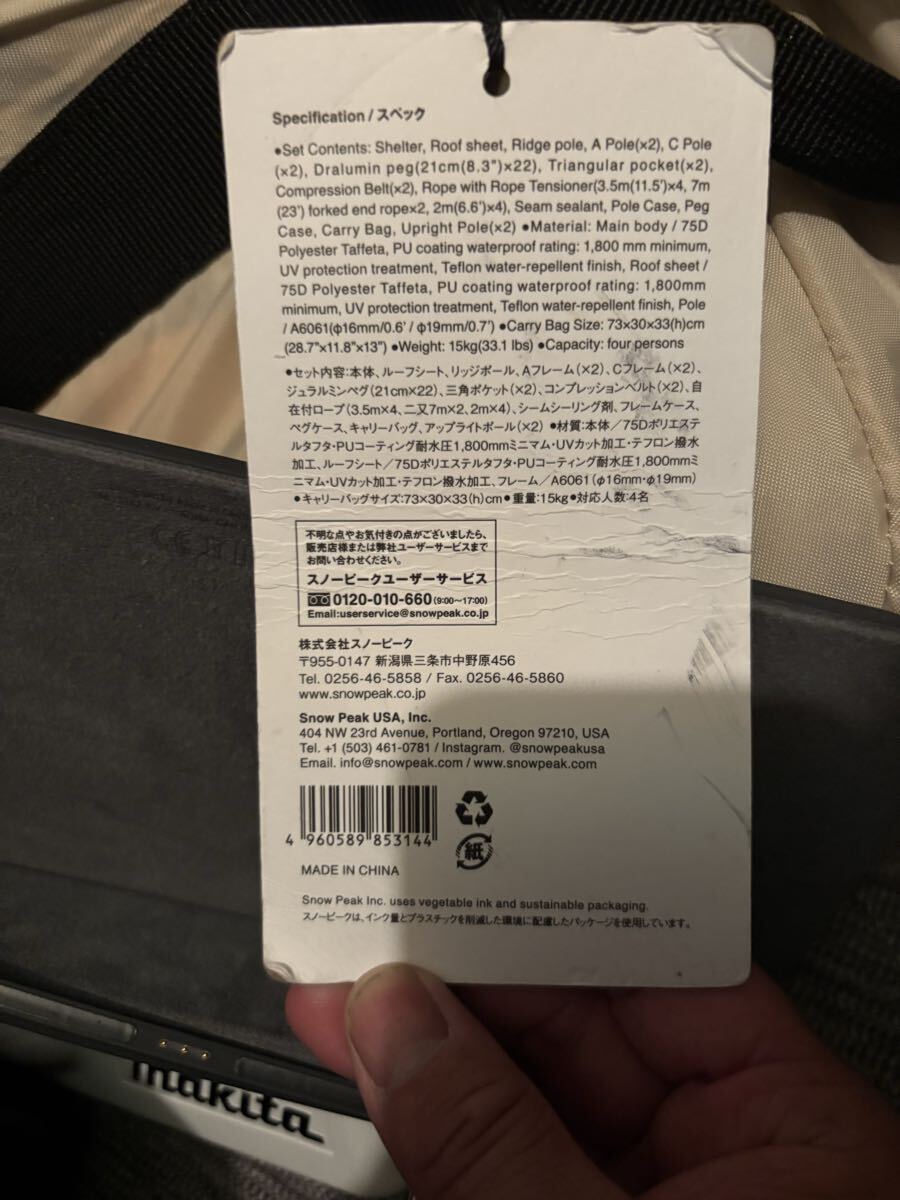 Specification / スペック
●Set Contents: Shelter, Roof sheet, Ridge pole, A Pole(×2), C Pole
(×2), Dralumin peg(21cm(8.3")×22), Triangular pocket(×2),
Compression Belt(×2), Rope with Rope Tensioner(3.5m(11.5')×4, 7m
(23') forked end rope×2, 2m(6.6')×4), Seam sealant, Pole Case, Peg
Case, Carry Bag, Upright Pole(×2) ●Material: Main body / 75D
Polyester Taffeta, PU coating waterproof rating: 1,800 mm minimum,
UV protection treatment, Teflon water-repellent finish, Roof sheet /
75D Polyester Taffeta, PU coating waterproof rating: 1,800mm
minimum, UV protection treatment, Teflon water-repellent finish, Pole
/ A6061(φ16mm/0.6' / φ19mm/0.7') ●Carry Bag Size: 73×30×33(h)cm
(28.7"×11.8"×13") ●Weight: 15kg(33.1 lbs) ●Capacity: four persons
●セット内容:本体、ルーフシート、リッジポール、Aフレーム(×2)、Cフレーム(×2)、
ジュラルミンペグ(21cm×22)、三角ポケット(×2)、コンプレッションベルト(×2)、自
在付ロープ(3.5m×4、二又7m×2、2m×4)、シームシーリング剤、フレームケース、
ペグケース、キャリーバッグ、アップライトポール(×2) ●材質:本体/75Dポリエステ
ルタフタ・PUコーティング耐水圧1,800mmミニマム・UVカット加工・テフロン撥水
加工、ルーフシート/75Dポリエステルタフタ・PUコーティング耐水圧1,800mmミ
ニマム・UVカット加工・テフロン撥水加工、フレーム/A6061(φ16mm・φ19mm)
●キャリーバッグサイズ:73×30×33(h)cm ●重量:15kg ●対応人数:4名
不明な点やお気付きの点がございましたら、
販売店様または弊社ユーザーサービスまで
お問い合わせください。
スノーピークユーザーサービス
0120-010-660(9:00~17:00)
Email:userservice@snowpeak.co.jp
株式会社スノーピーク
〒955-0147 新潟県三条市中野原456
Tel. 0256-46-5858 / Fax. 0256-46-5860
www.snowpeak.co.jp
Snow Peak USA, Inc.
404 NW 23rd Avenue, Portland, Oregon 97210, USA
Tel. +1 (503) 461-0781 / Instagram. @snowpeakusa
Email. info@snowpeak.com / www.snowpeak.com
4 960589 853144
紙
MADE IN CHINA
Snow Peak Inc. uses vegetable ink and sustainable packaging.
スノーピークは、インク量とプラスチックを削減した環境に配慮したパッケージを使用しています。
makita